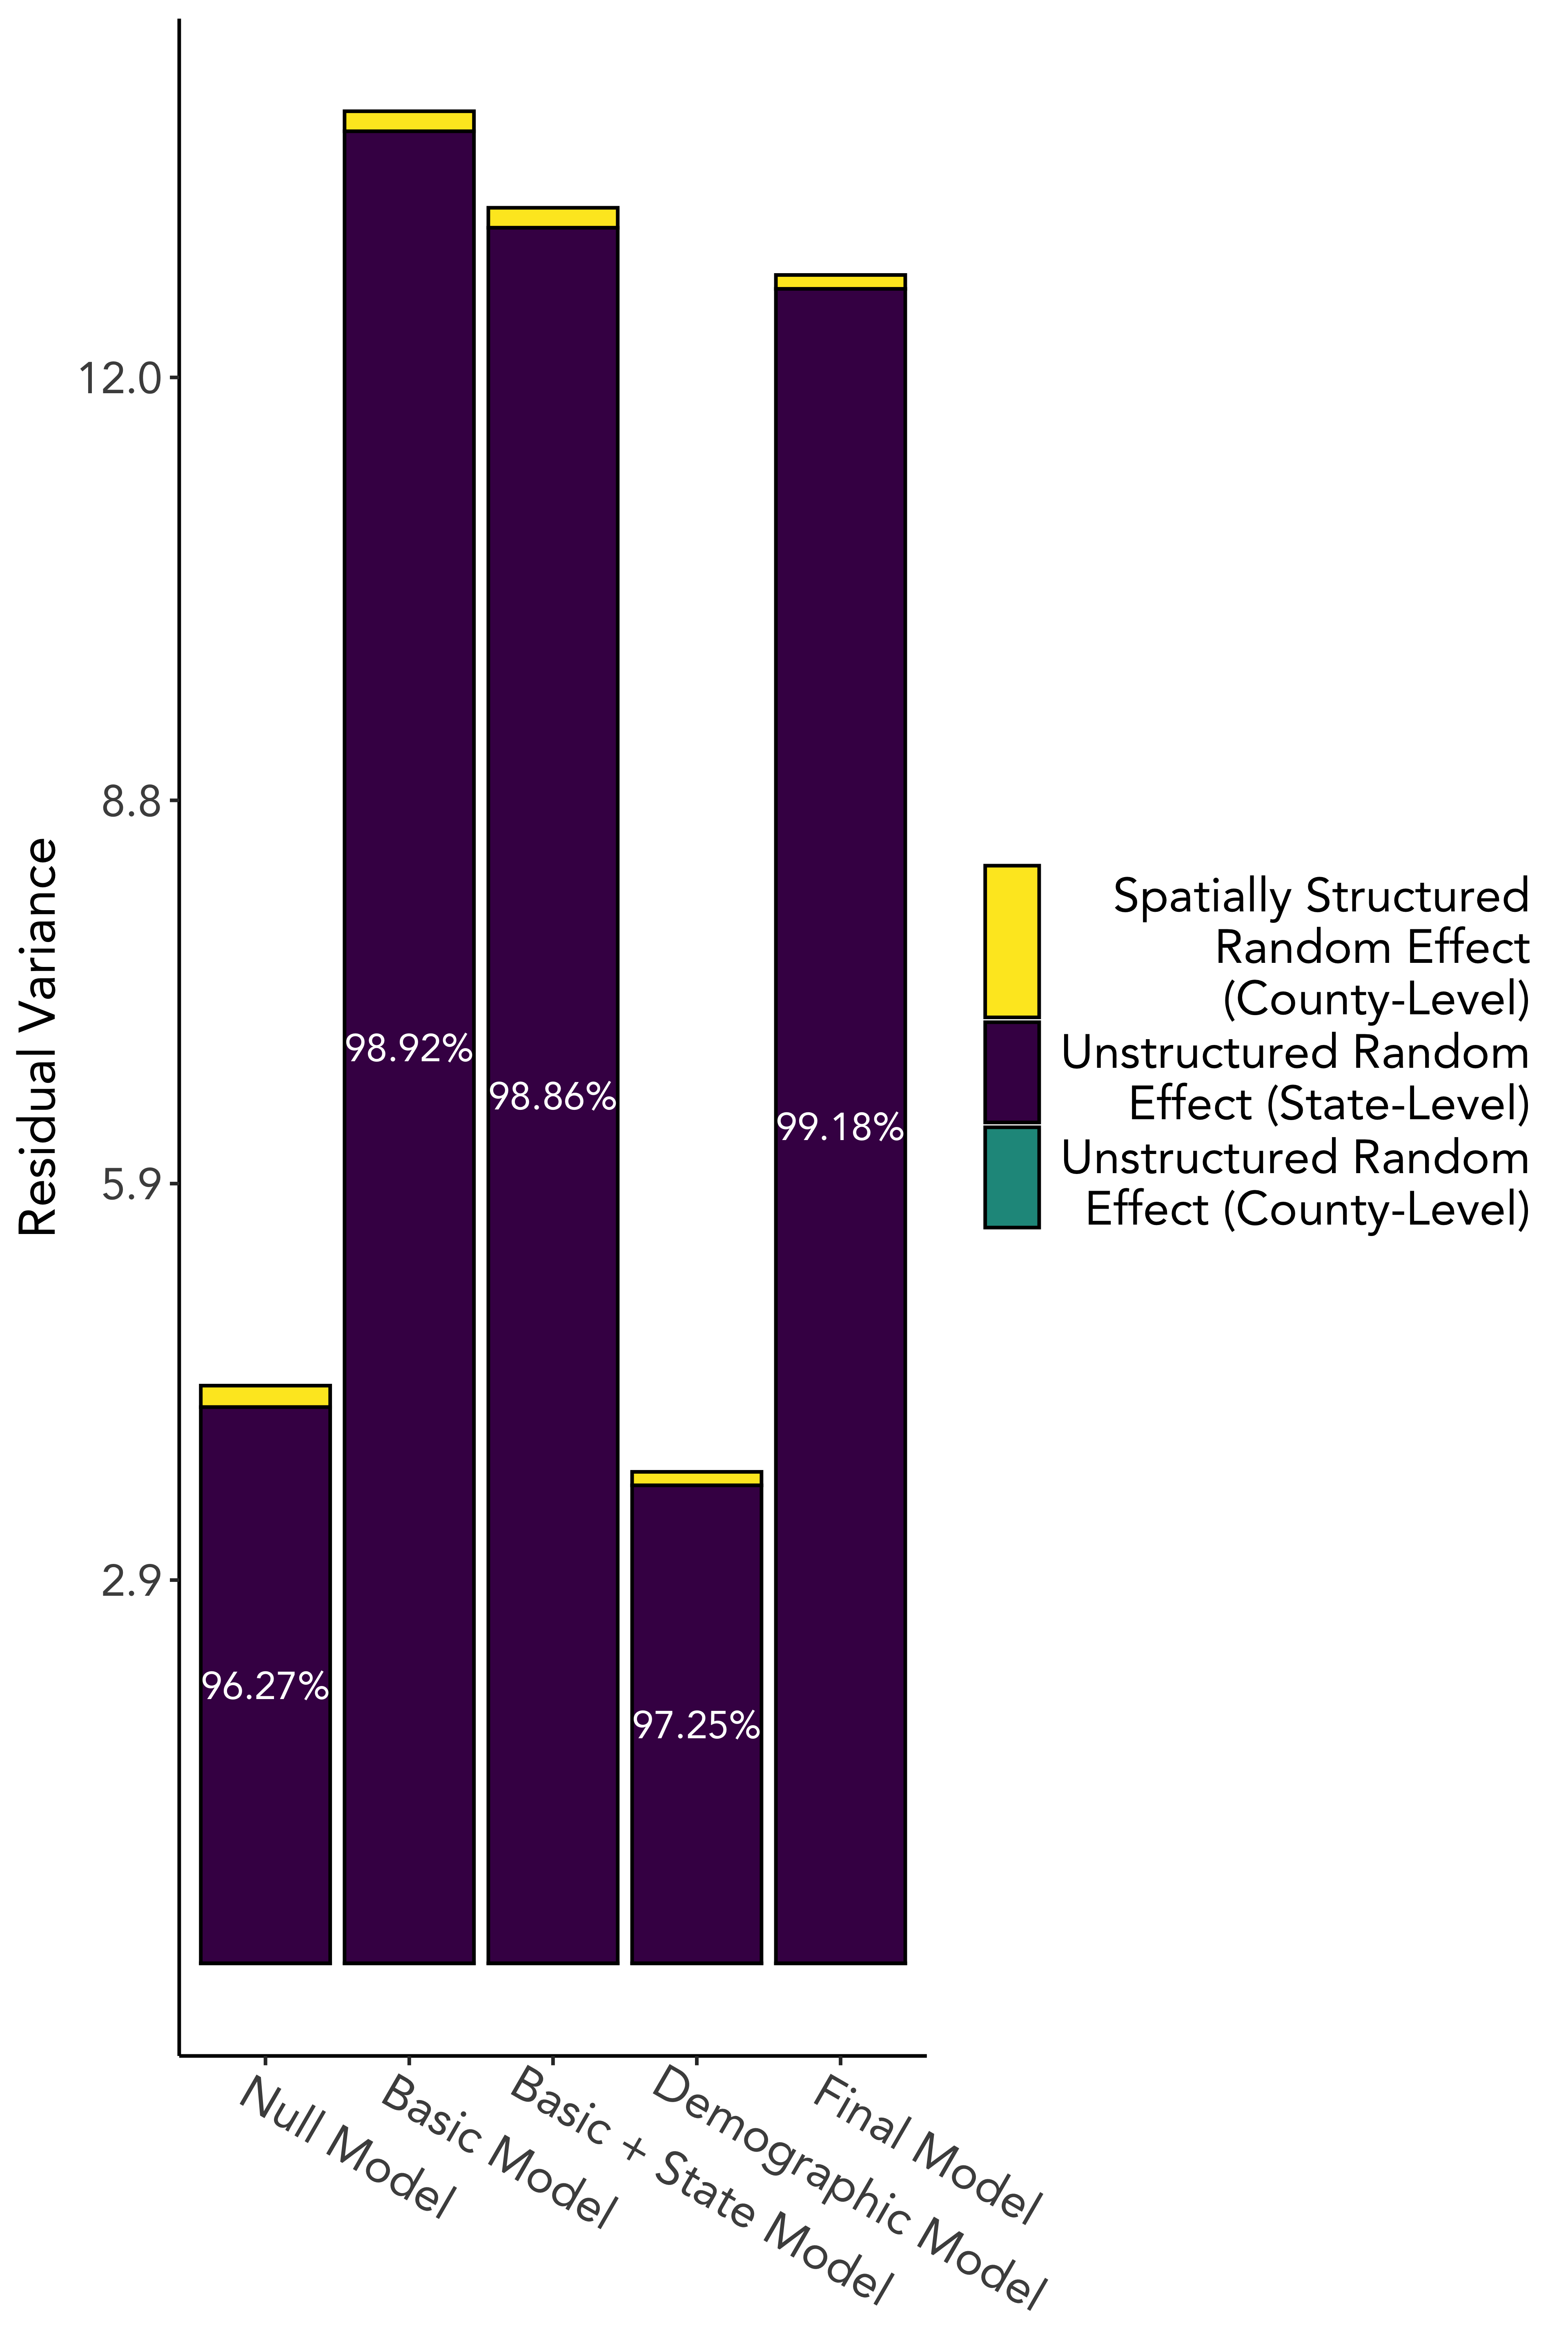 Residual Variance
12.0
8.8
5.9
2.9
96.27%
98.92%
98.86%
97.25%
99.18%
Null Model
Basic Model
Basic + State Model
Demographic Model
Final Model
Spatially Structured
Random Effect
(County-Level)
Unstructured Random
Effect (State-Level)
Unstructured Random
Effect (County-Level)